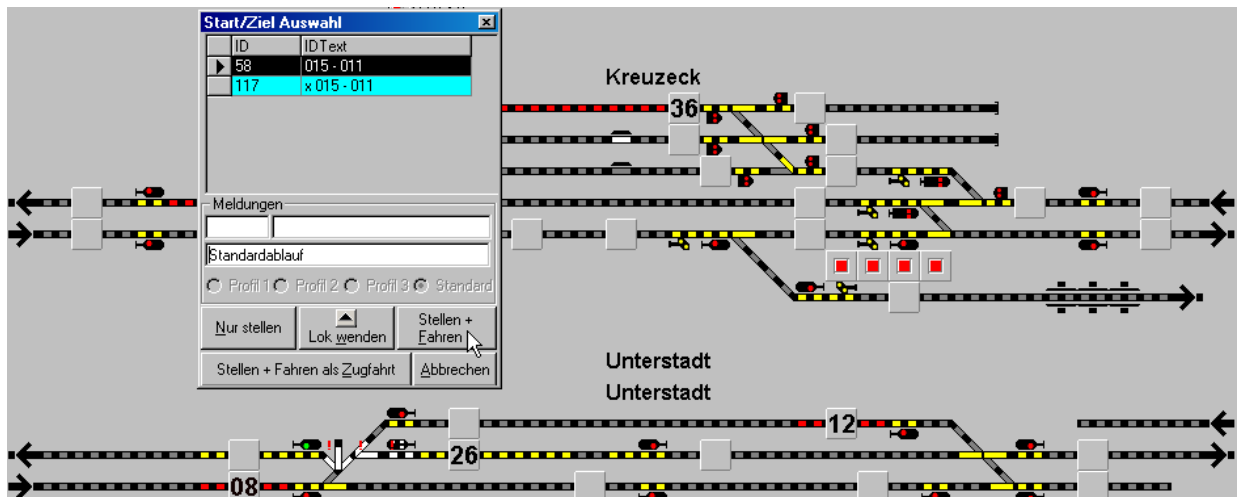 Start/Ziel Auswahl
ID IDText
58 015 - 011
117 x 015 - 011
Kreuzeck
36
Meldungen
Standardablauf
Profil 1 Profil 2 Profil 3 Standard
Nur stellen
Lok wenden
Stellen +
Fahren
Stellen + Fahren als Zugfahrt
Abbrechen
Unterstadt
Unterstadt
12
! !
26
08